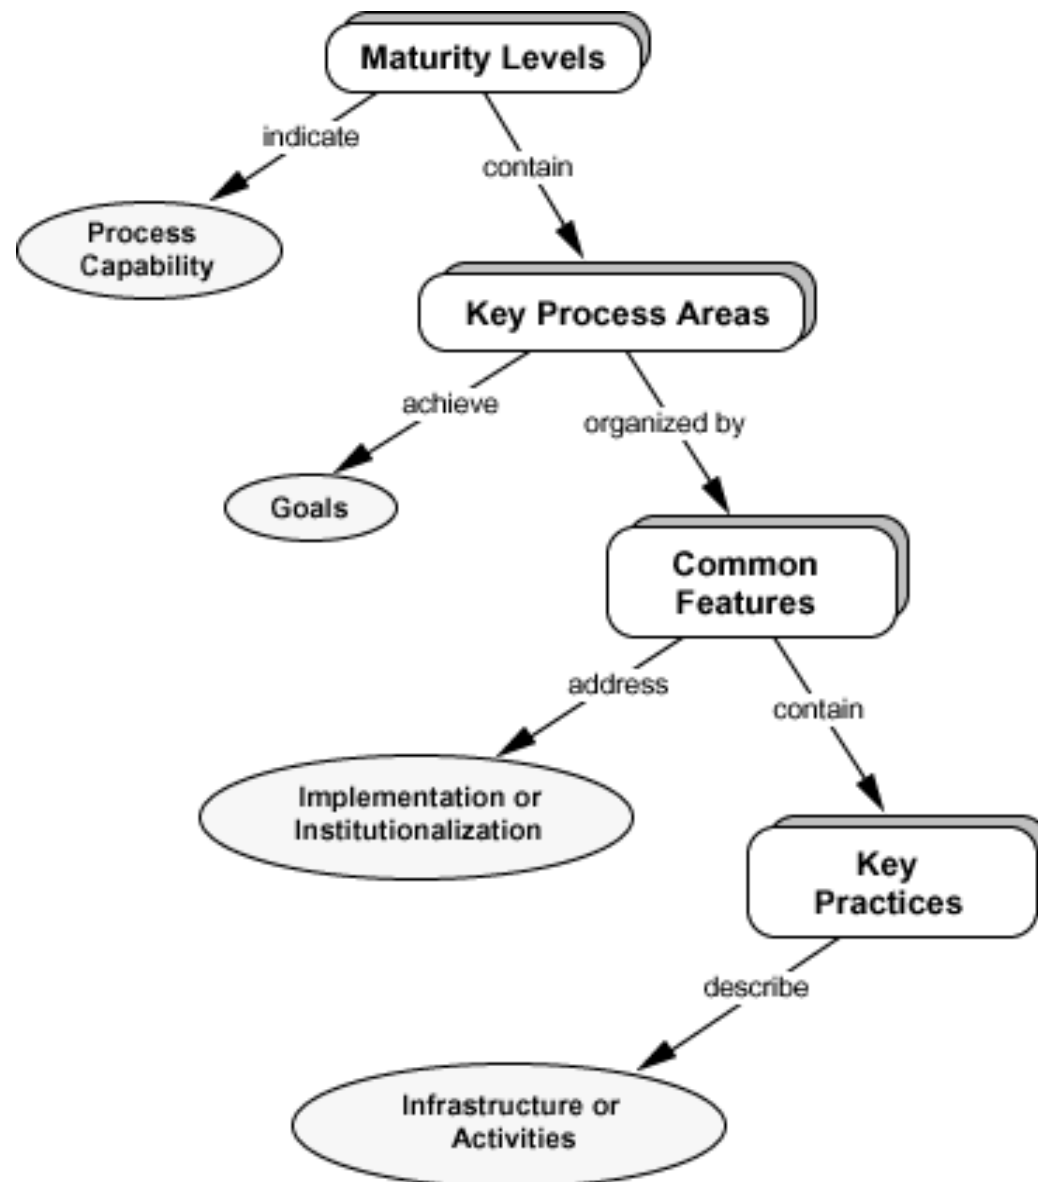 Maturity Levels
indicate
contain
Process
Capability
Key Process Areas
achieve
organized by
Goals
Common
Features
address
contain
Implementation or
Institutionalization
Key
Practices
describe
Infrastructure or
Activities